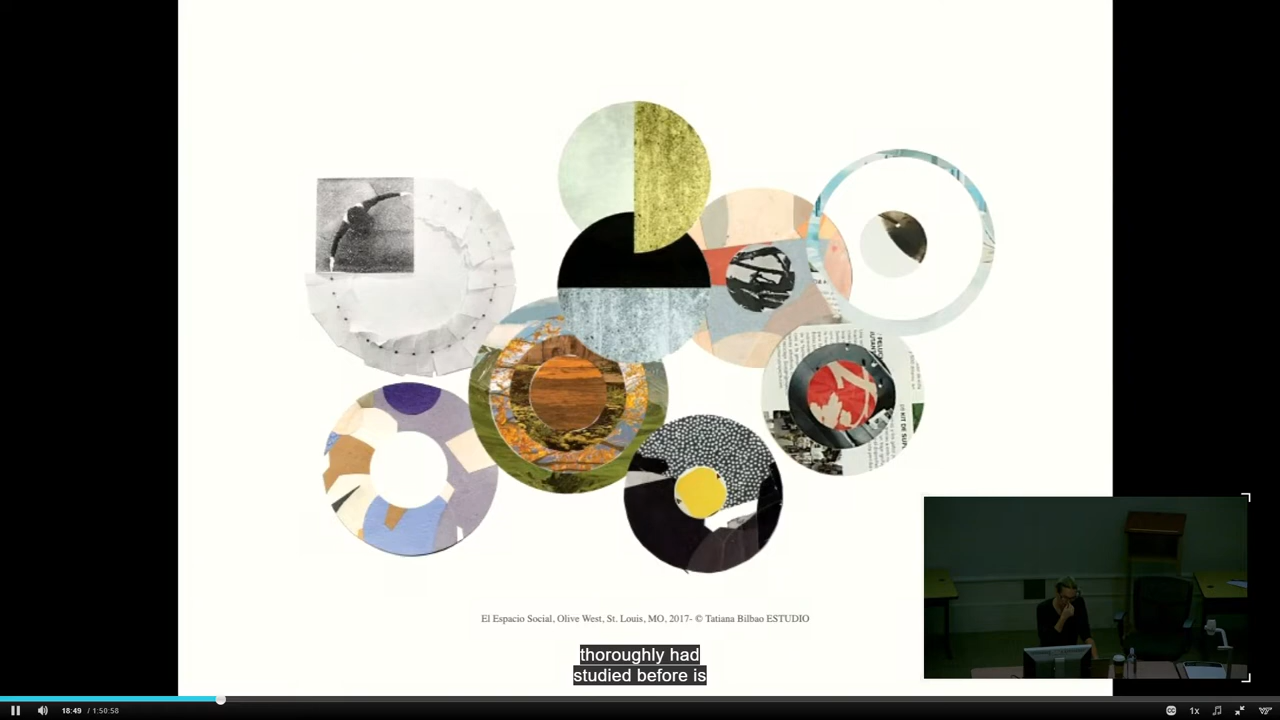 El Espacio Social, Olive West, St. Louis, MO, 2017- © Tatiana Bilbao ESTUDIO
thoroughly had
studied before is
18:49 / 1:50:58
CC
1x